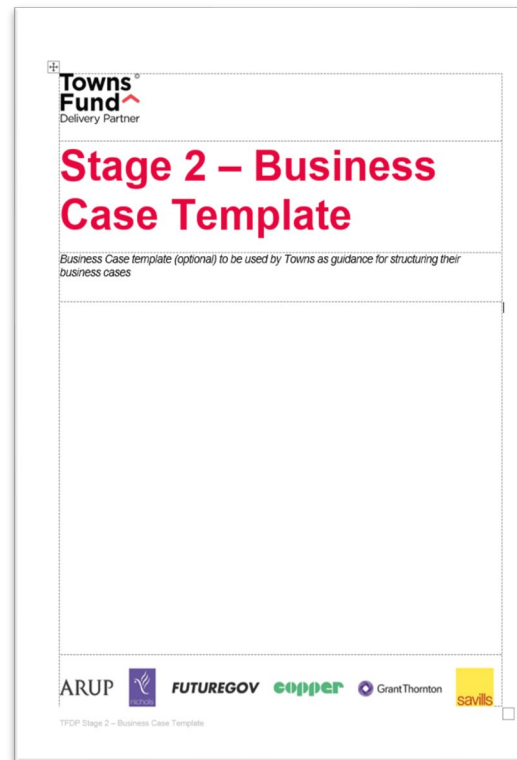 Towns
Fund
Delivery Partner
Stage 2 – Business
Case Template
Business Case template (optional) to be used by Towns as guidance for structuring their
business cases
ARUP nichols FUTUREGOV copper GrantThornton savills
TFDP Stage 2 – Business Case Template